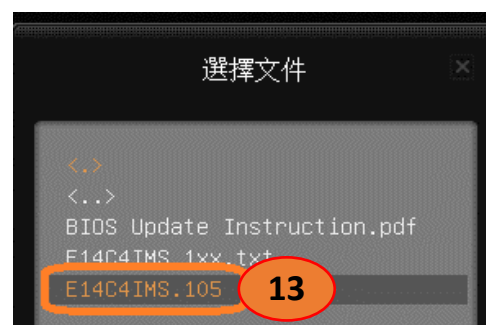 選擇文件
<.>
<..>
BIOS Update Instruction.pdf
E14C4IMS 1xx.txt
E14C4IMS.105
13